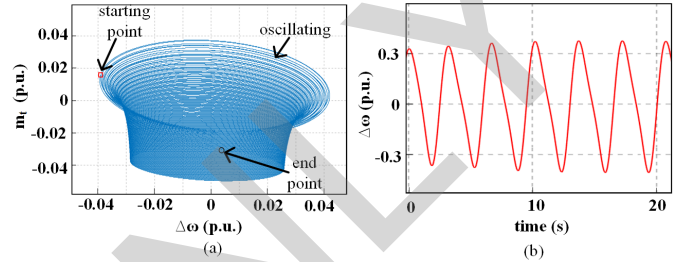 starting
point
oscillating
0.04
0.02
0
-0.02
-0.04
m_t (p.u.)
end
point
-0.04
-0.02
0
0.02
0.04
Δω (p.u.)
(a)
0.3
0
-0.3
Δω (p.u.)
0
10
20
time (s)
(b)